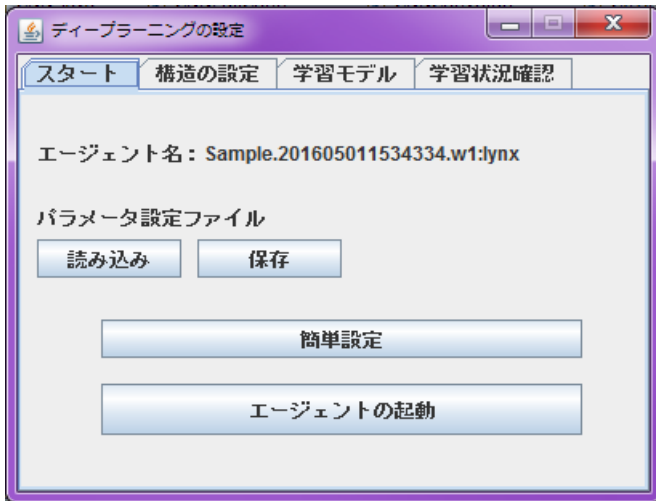 ディープラーニングの設定
スタート 構造の設定 学習モデル 学習状況確認
エージェント名：Sample.201605011534334.w1:lynx
パラメータ設定ファイル
読み込み 保存
簡単設定
エージェントの起動